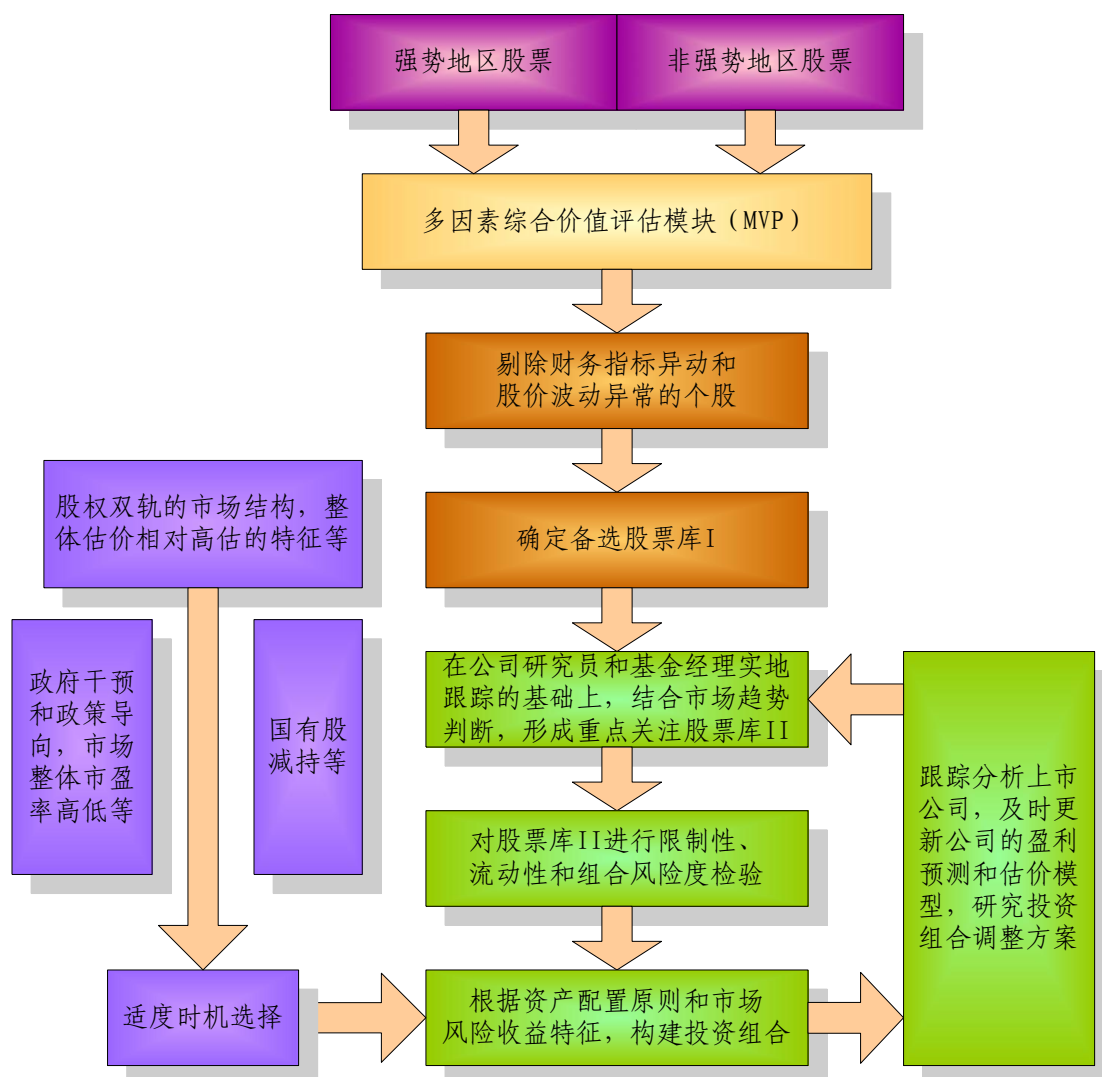 强势地区股票
非强势地区股票
多因素综合价值评估模块（MVP）
剔除财务指标异动和
股价波动异常的个股
股权双轨的市场结构，整
体估价相对高估的特征等
确定备选股票库I
政府干预
和政策导
向，市场
整体市盈
率高低等
国有股
减持等
在公司研究员和基金经理实地
跟踪的基础上，结合市场趋势
判断，形成重点关注股票库II
跟踪分析上市
公司，及时更
新公司的盈利
预测和估价模
型，研究投资
组合调整方案
对股票库II进行限制性、
流动性和组合风险度检验
适度时机选择
根据资产配置原则和市场
风险收益特征，构建投资组合